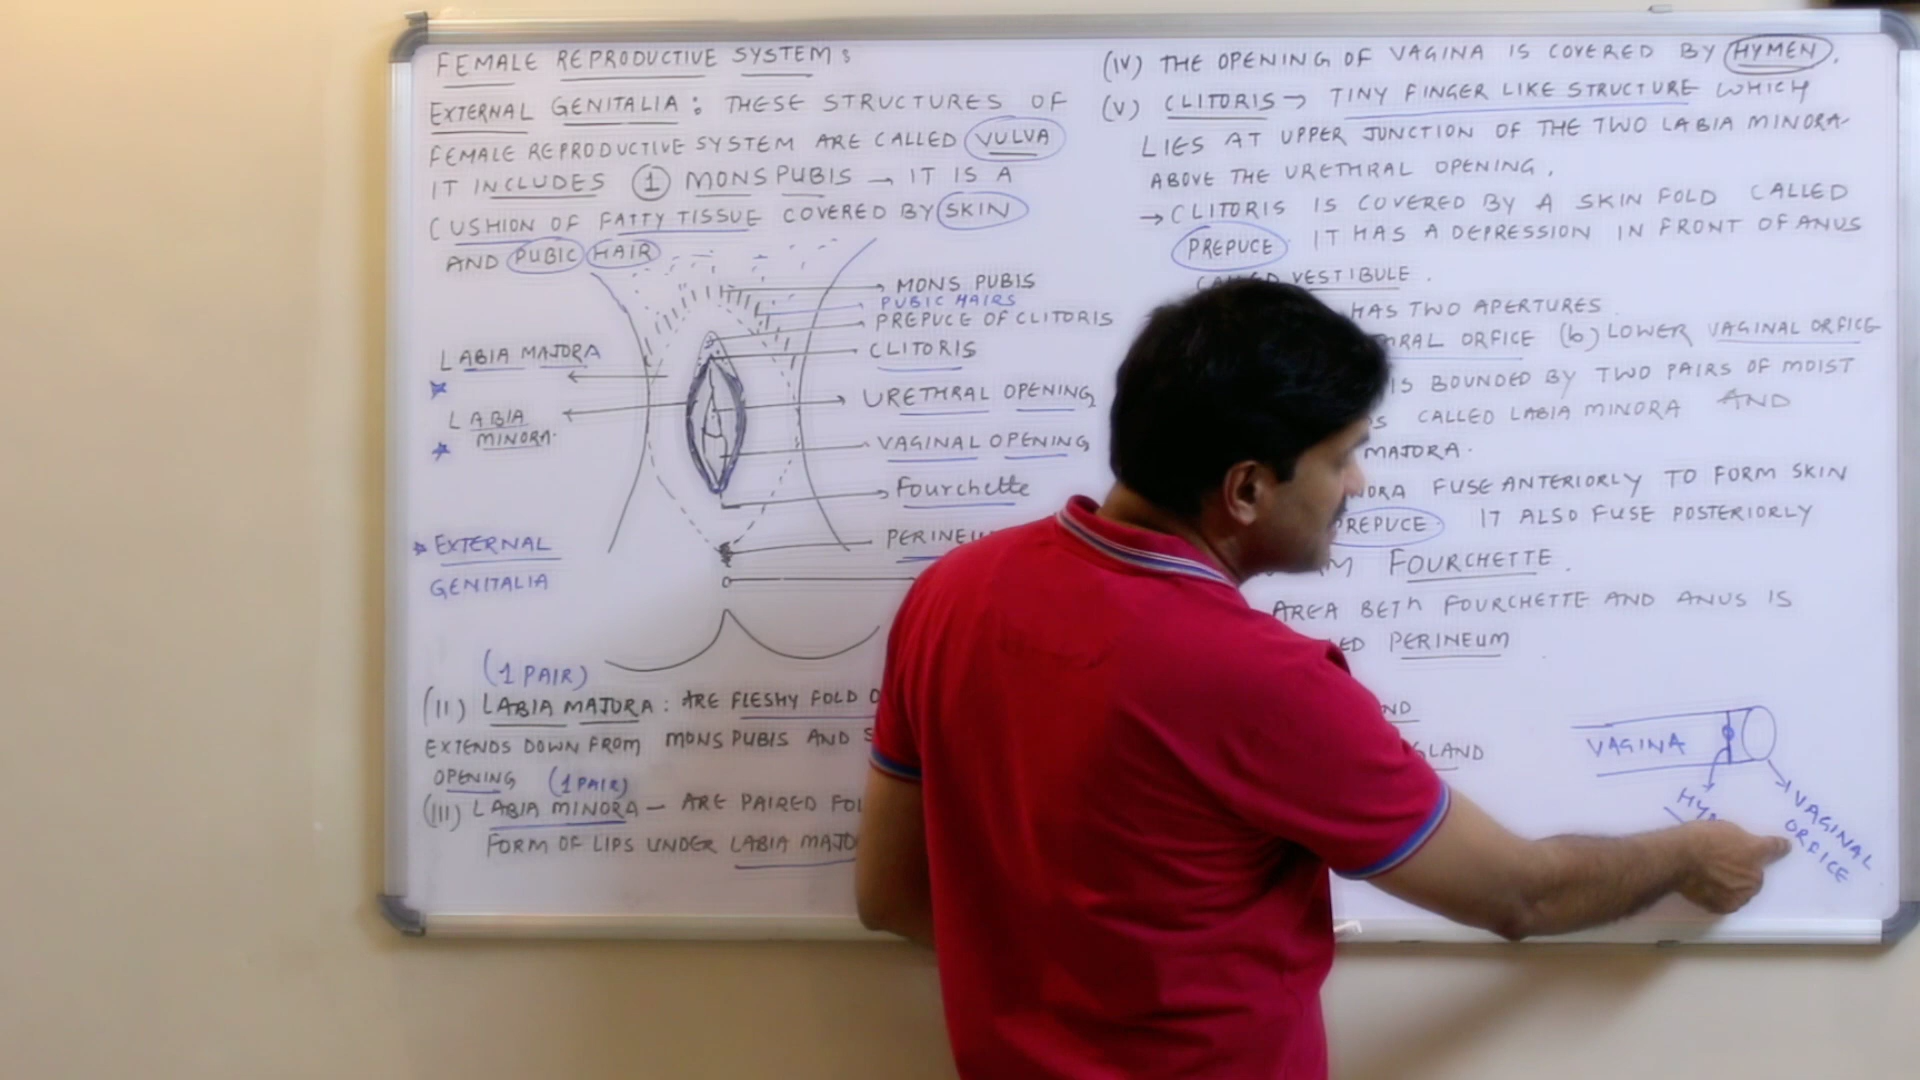 FEMALE REPRODUCTIVE SYSTEM:
EXTERNAL GENITALIA: THESE STRUCTURES OF
FEMALE REPRODUCTIVE SYSTEM ARE CALLED VULVA
IT INCLUDES ① MONS PUBIS → IT IS A
CUSHION OF FATTY TISSUE COVERED BY SKIN
AND PUBIC HAIR
MONS PUBIS
PUBIC HAIRS
PREPUCE OF CLITORIS
CLITORIS
URETHRAL OPENING
VAGINAL OPENING
Fourchette
PERINEU
LABIA MAJORA
LABIA
MINORA
EXTERNAL
GENITALIA
(1 PAIR)
(II) LABIA MAJORA: ARE FLESHY FOLD O
EXTENDS DOWN FROM MONS PUBIS AND S
OPENING (1 PAIR)
(III) LABIA MINORA — ARE PAIRED FOL
FORM OF LIPS UNDER LABIA MAJO
(IV) THE OPENING OF VAGINA IS COVERED BY HYMEN.
(V) CLITORIS → TINY FINGER LIKE STRUCTURE WHICH
LIES AT UPPER JUNCTION OF THE TWO LABIA MINORA
ABOVE THE URETHRAL OPENING.
→ CLITORIS IS COVERED BY A SKIN FOLD CALLED
PREPUCE. IT HAS A DEPRESSION IN FRONT OF ANUS
VESTIBULE.
HAS TWO APERTURES
RAL ORFICE (b) LOWER VAGINAL ORFICE
IS BOUNDED BY TWO PAIRS OF MOIST
CALLED LABIA MINORA AND
MAJORA.
NORA FUSE ANTERIORLY TO FORM SKIN
PREPUCE. IT ALSO FUSE POSTERIORLY
FOURCHETTE.
AREA BETn FOURCHETTE AND ANUS IS
ED PERINEUM
ND
GLAND
VAGINA
HY
VAGINAL
ORFICE